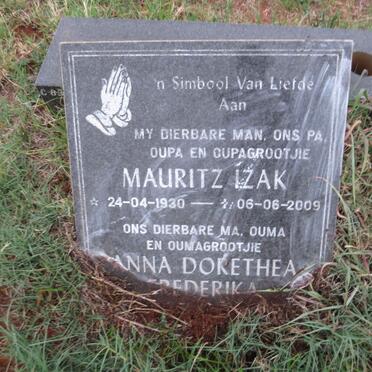 'n Simbool Van Liefde
Aan
MY DIERBARE MAN, ONS PA,
OUPA EN OUPAGROOTJIE
MAURITZ IZAK
24-04-1930 — 06-06-2009
ONS DIERBARE MA, OUMA
EN OUMAGROOTJIE
ANNA DORETHEA
FREDERIKA